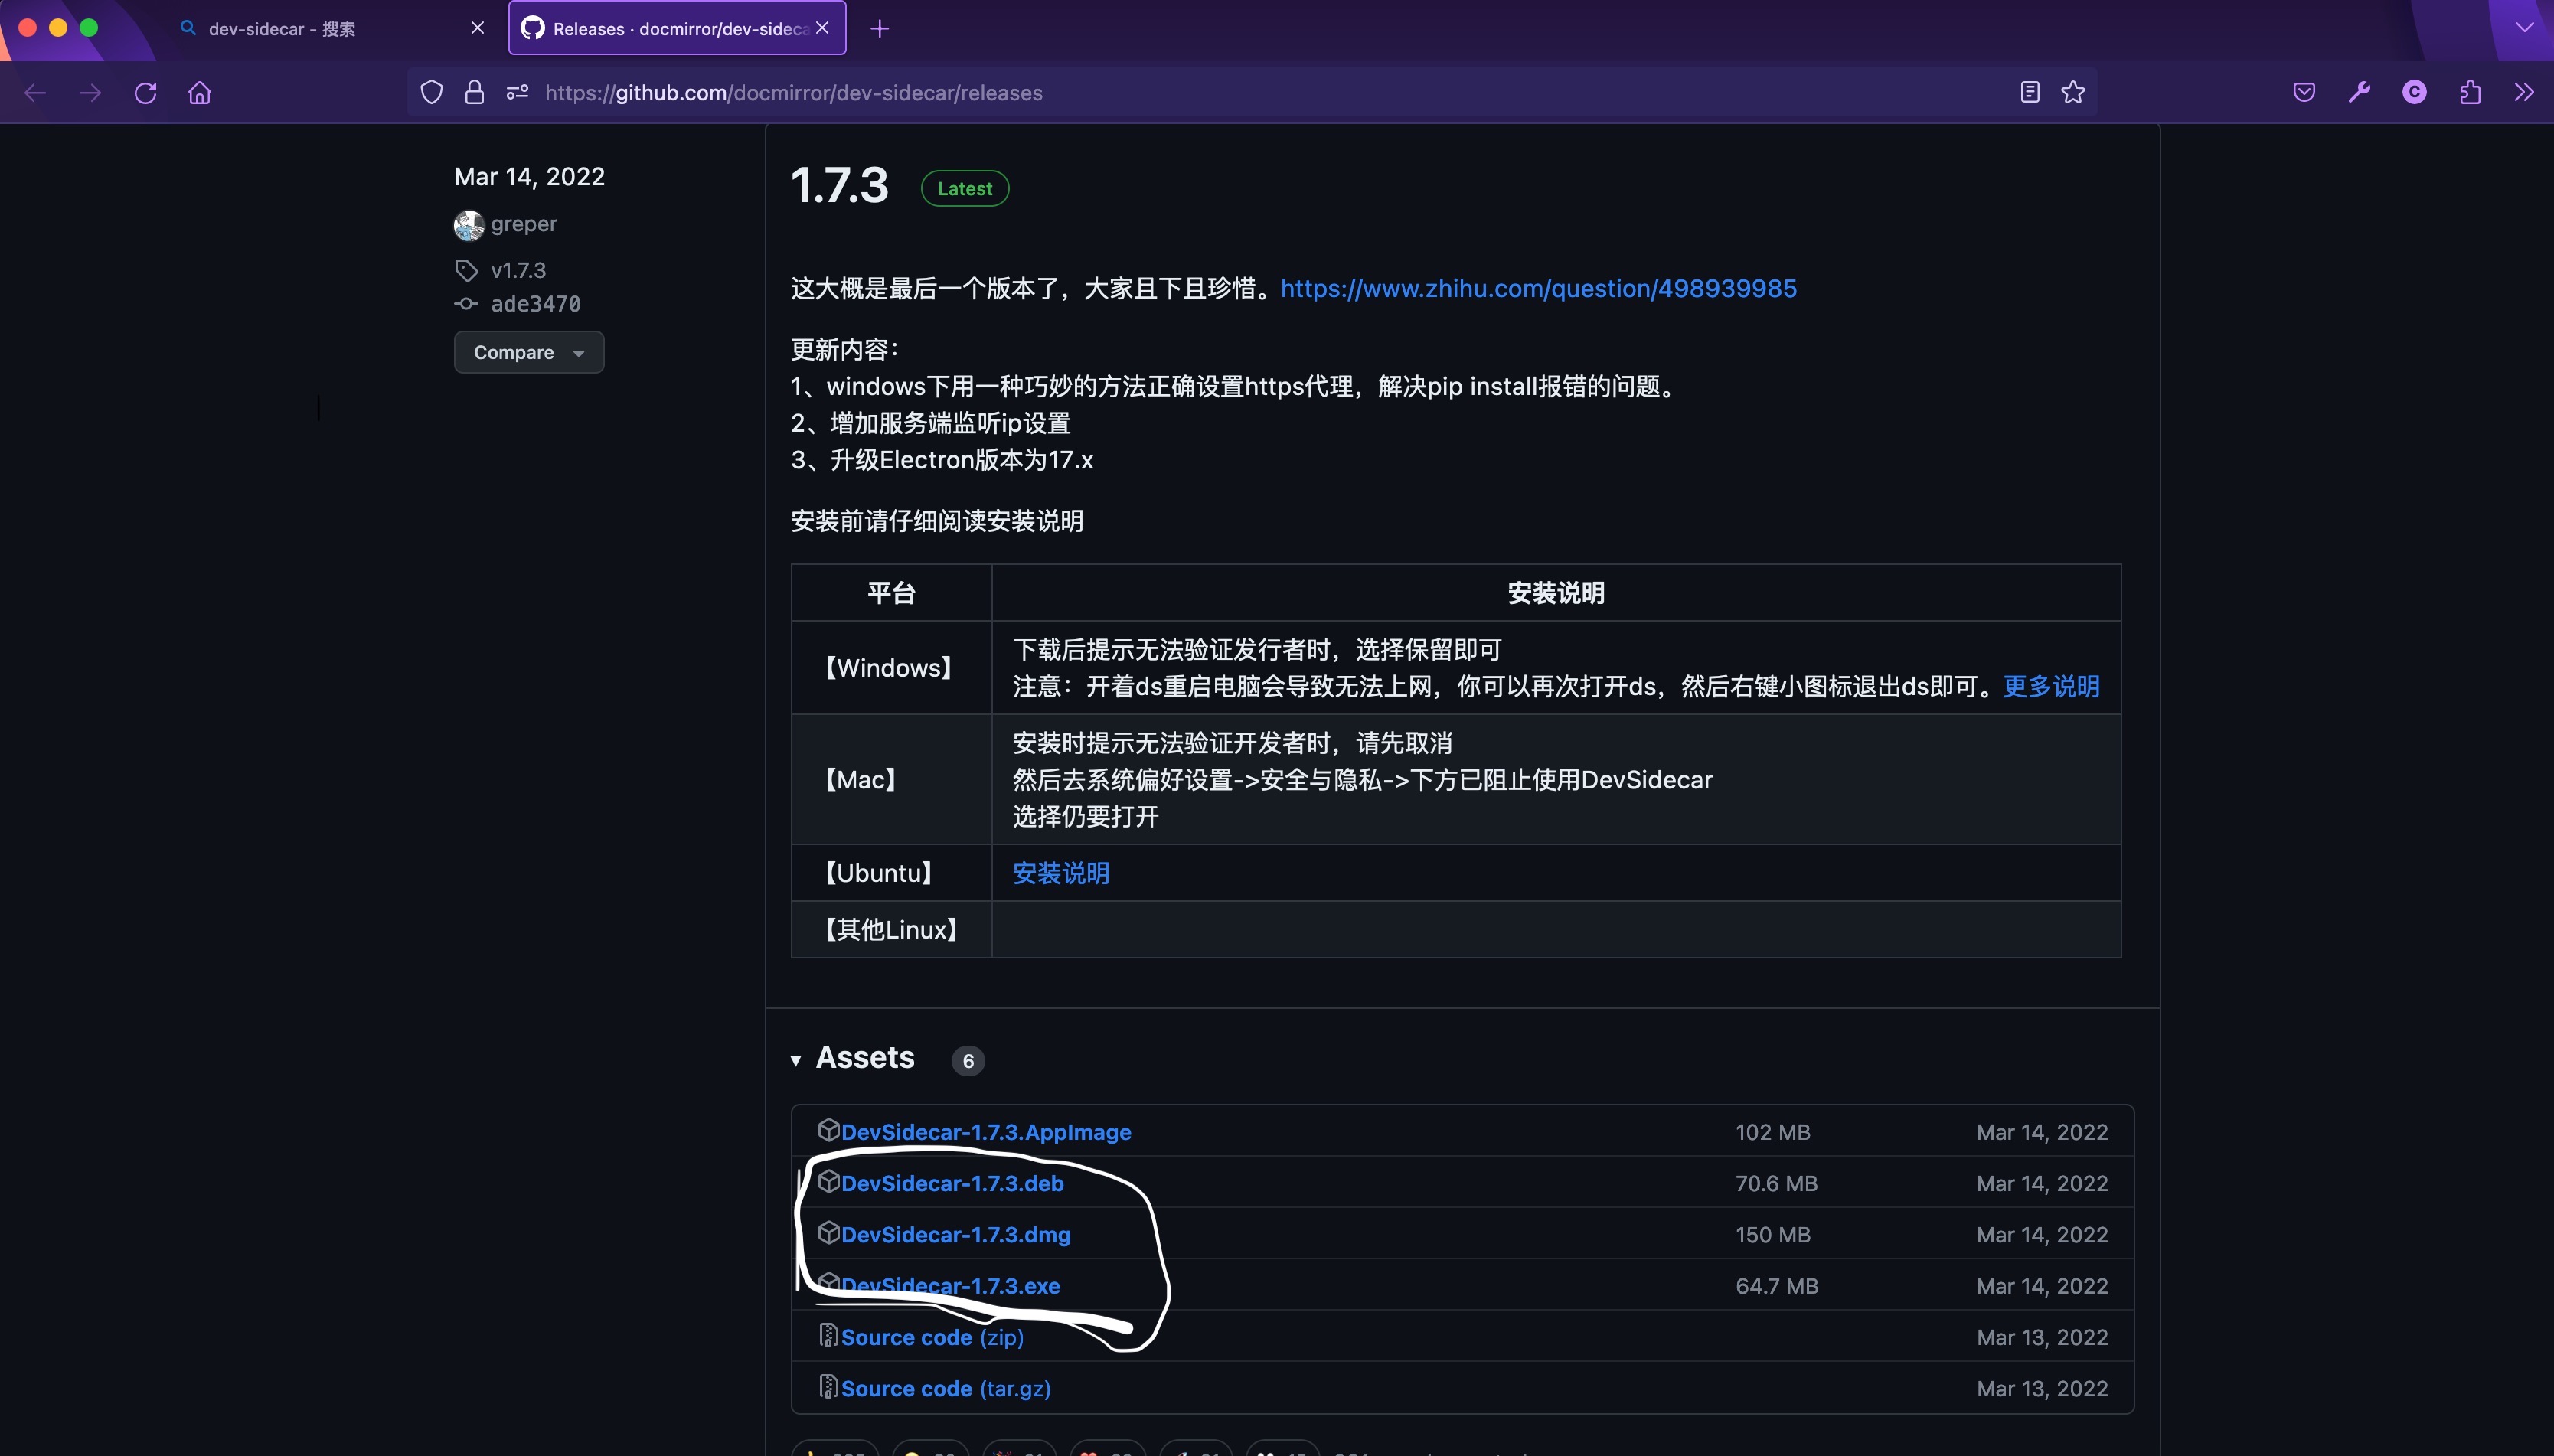 dev-sidecar - 搜索
Releases · docmirror/dev-sideca
https://github.com/docmirror/dev-sidecar/releases
Mar 14, 2022
greper
v1.7.3
ade3470
Compare
1.7.3 Latest
这大概是最后一个版本了，大家且下且珍惜。https://www.zhihu.com/question/498939985
更新内容：
1、windows下用一种巧妙的方法正确设置https代理，解决pip install报错的问题。
2、增加服务端监听ip设置
3、升级Electron版本为17.x
安装前请仔细阅读安装说明
平台 安装说明
【Windows】 下载后提示无法验证发行者时，选择保留即可
注意：开着ds重启电脑会导致无法上网，你可以再次打开ds，然后右键小图标退出ds即可。更多说明
【Mac】 安装时提示无法验证开发者时，请先取消
然后去系统偏好设置->安全与隐私->下方已阻止使用DevSidecar
选择仍要打开
【Ubuntu】 安装说明
【其他Linux】
Assets 6
DevSidecar-1.7.3.AppImage 102 MB Mar 14, 2022
DevSidecar-1.7.3.deb 70.6 MB Mar 14, 2022
DevSidecar-1.7.3.dmg 150 MB Mar 14, 2022
DevSidecar-1.7.3.exe 64.7 MB Mar 14, 2022
Source code (zip) Mar 13, 2022
Source code (tar.gz) Mar 13, 2022